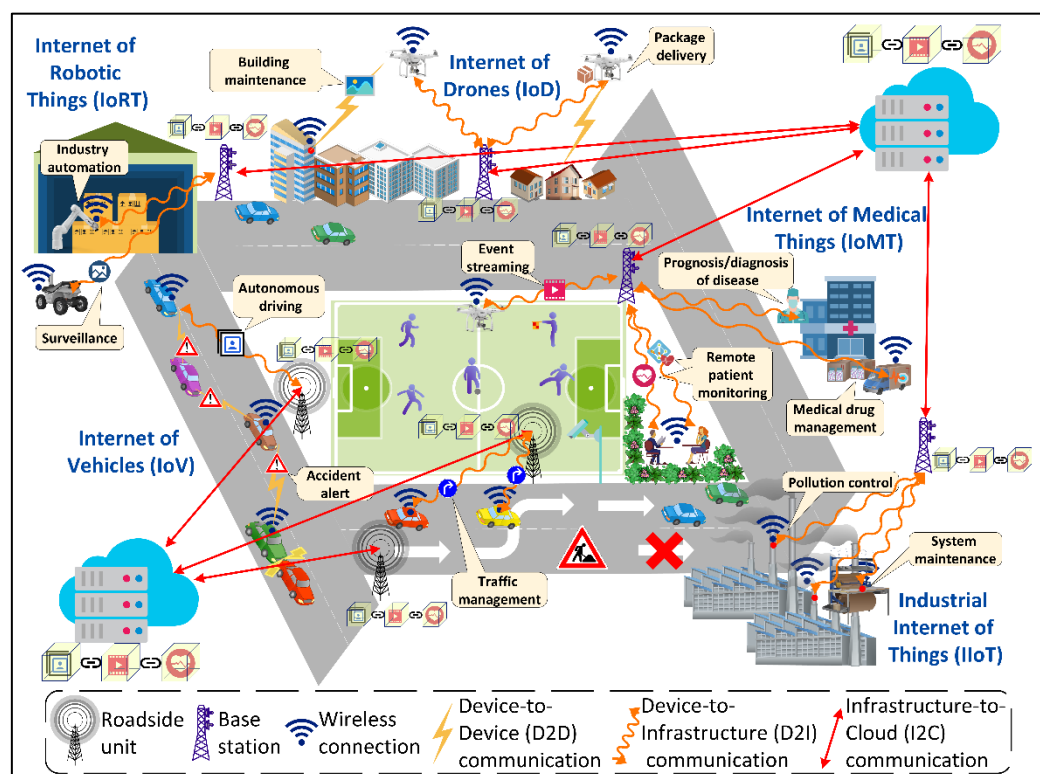 Internet of
Robotic
Things (IoRT)
Building
maintenance
Internet of
Drones (IoD)
Package
delivery
Industry
automation
Surveillance
Autonomous
driving
Event
streaming
Internet of Medical
Things (IoMT)
Prognosis/diagnosis
of disease
Remote
patient
monitoring
Medical drug
management
Internet of
Vehicles (IoV)
Accident
alert
Pollution control
System
maintenance
Traffic
management
Industrial
Internet of
Things (IIoT)
Roadside
unit
Base
station
Wireless
connection
Device-to-
Device (D2D)
communication
Device-to-
Infrastructure (D2I)
communication
Infrastructure-to-
Cloud (I2C)
communication